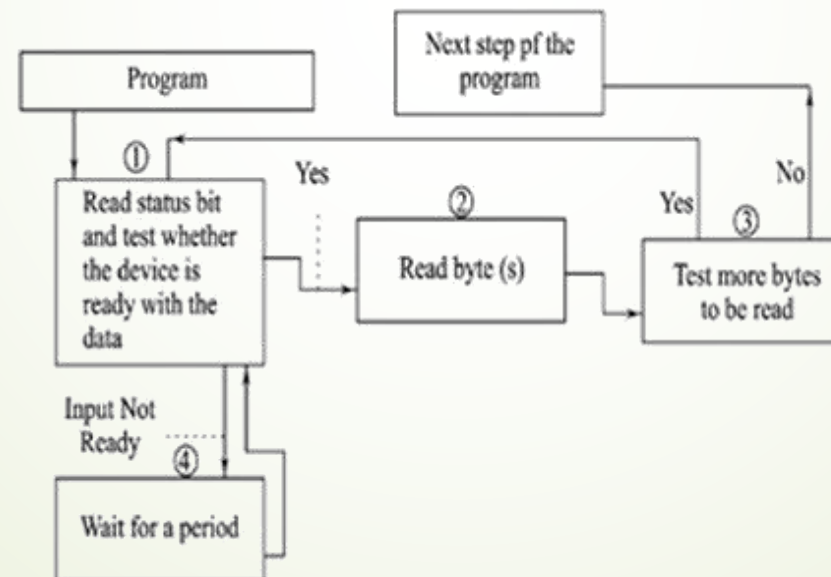 Program
Next step pf the
program
①
Read status bit
and test whether
the device is
ready with the
data
Yes
②
Read byte (s)
Yes
No
③
Test more bytes
to be read
Input Not
Ready
④
Wait for a period